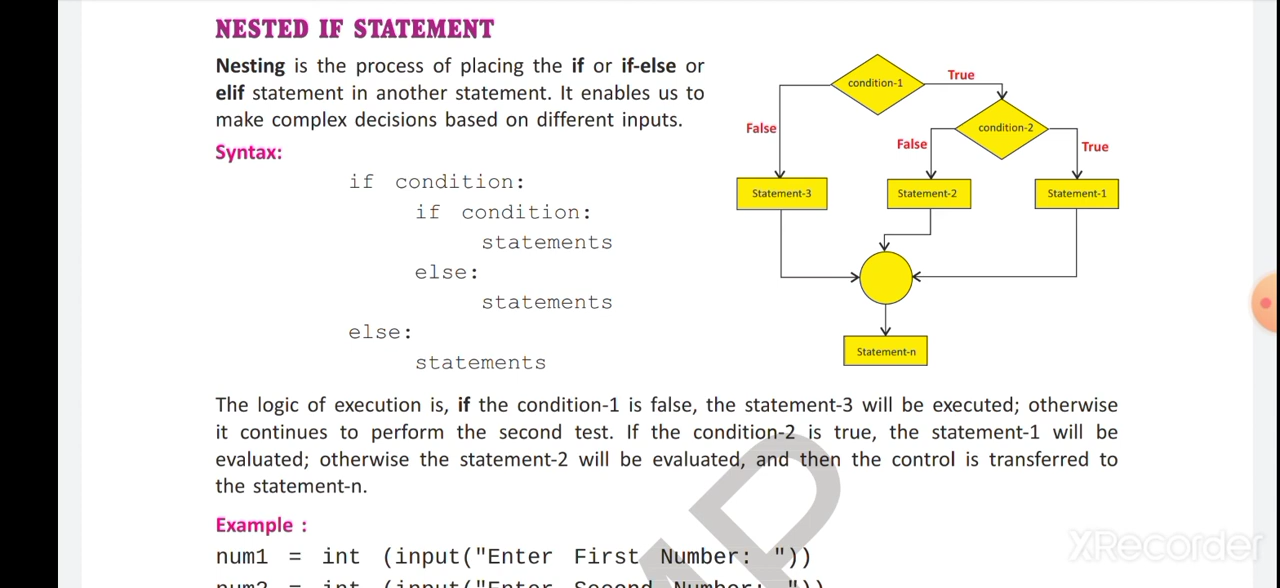 NESTED IF STATEMENT
Nesting is the process of placing the if or if-else or
elif statement in another statement. It enables us to
make complex decisions based on different inputs.
Syntax:
if condition:
if condition:
statements
else:
statements
else:
statements
condition-1
True
condition-2
False
False
True
Statement-3
Statement-2
Statement-1
Statement-n
The logic of execution is, if the condition-1 is false, the statement-3 will be executed; otherwise
it continues to perform the second test. If the condition-2 is true, the statement-1 will be
evaluated; otherwise the statement-2 will be evaluated, and then the control is transferred to
the statement-n.
Example :
num1 = int (input("Enter First Number: "))
num2 = int (input("Enter Second Number: "))
XRecorder